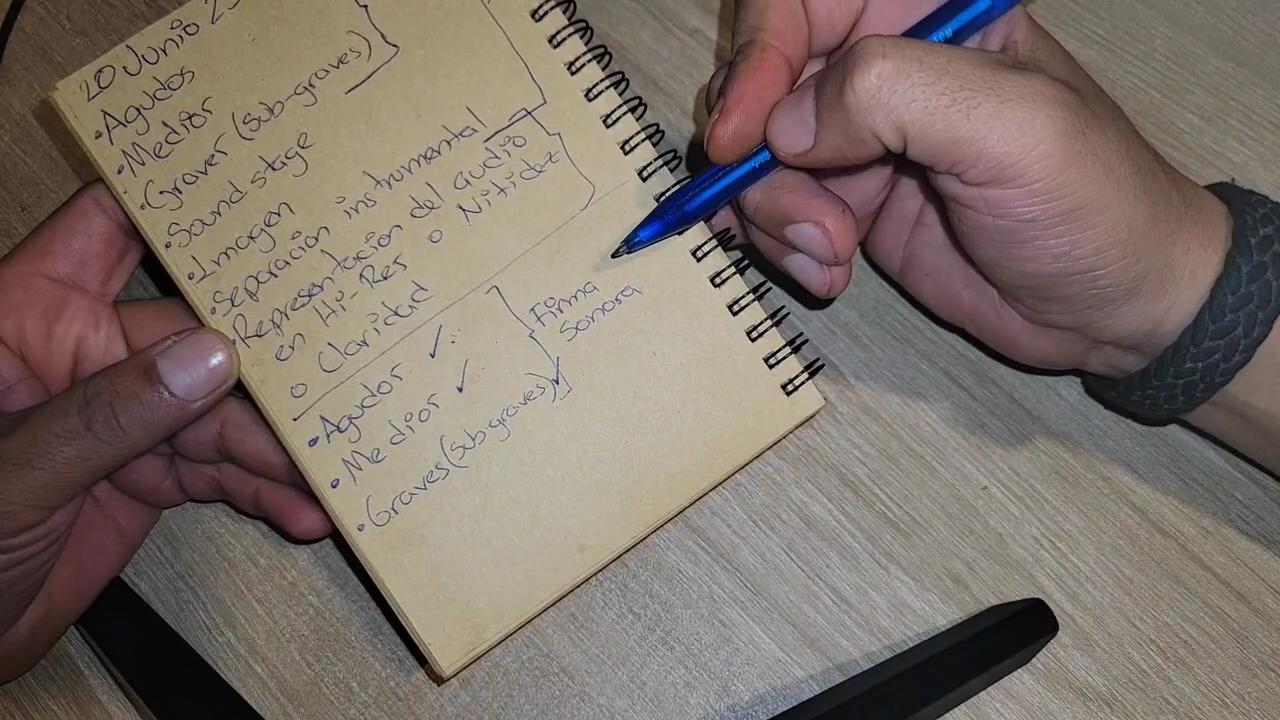 20 Junio 23
• Agudos
• Medios
• Graves (sub-graves)
• Sound stage
• Imagen
• Separación instrumental
• Representación del audio
en Hi-Res o Nitidez
o Claridad
• Agudos ✓
• Medios ✓
• Graves (sub-graves) ✓
Firma
Sonora